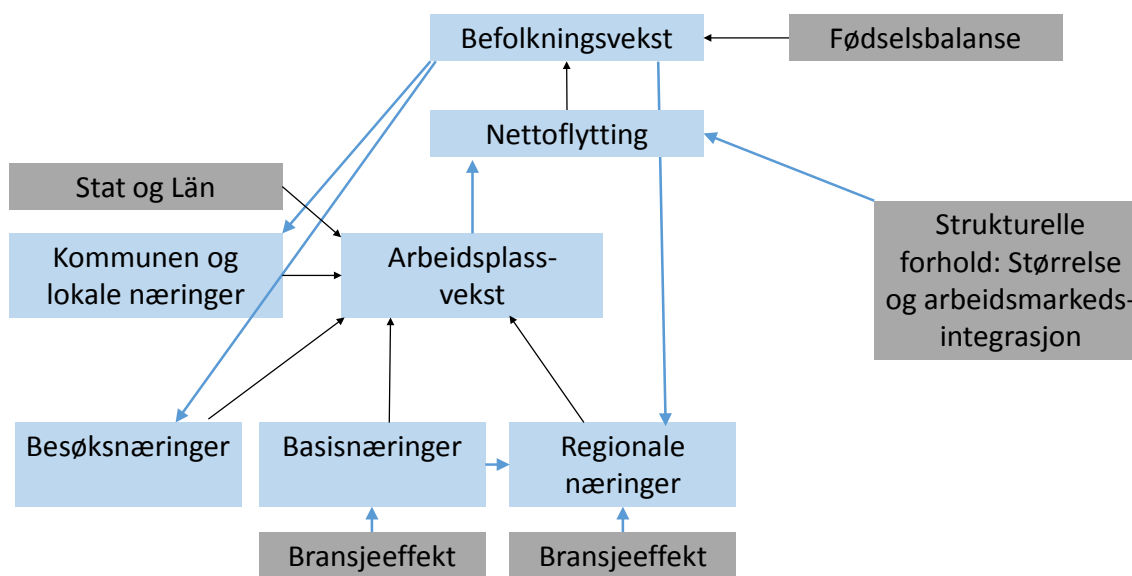 Befolkningsvekst
Fødselsbalanse
Nettoflytting
Stat og Län
Kommunen og
lokale næringer
Arbeidsplass-
vekst
Strukturelle
forhold: Størrelse
og arbeidsmarkeds-
integrasjon
Besøksnæringer
Basisnæringer
Regionale
næringer
Bransjeeffekt
Bransjeeffekt